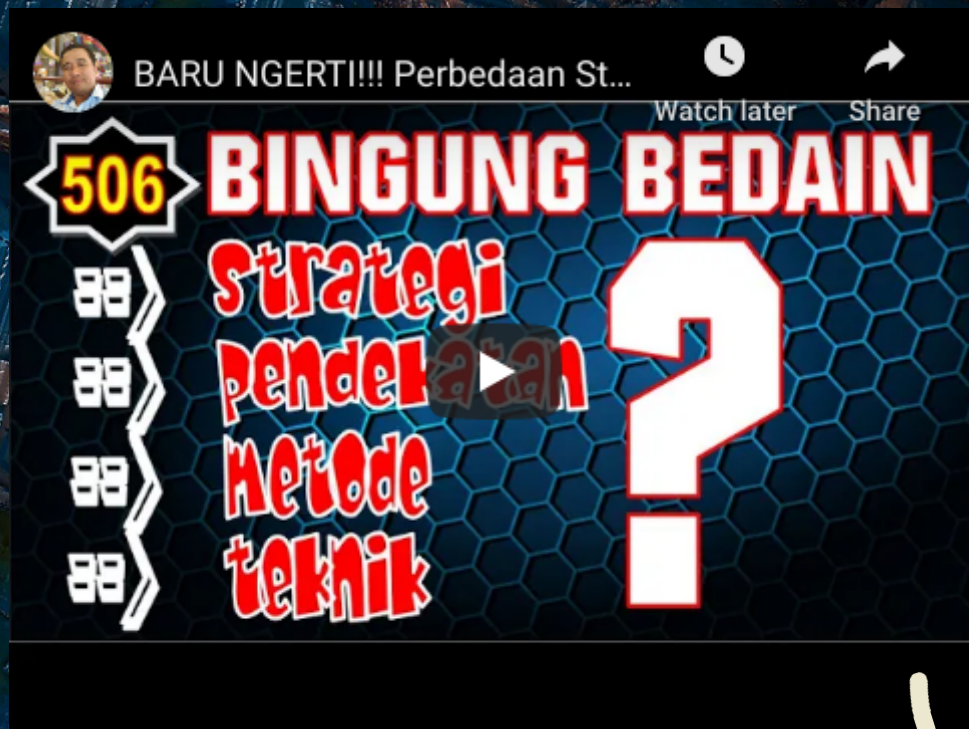 BARU NGERTI!!! Perbedaan St...
Watch later
Share
506
BINGUNG BEDAIN
strategi
pendekatan
metode
teknik
?